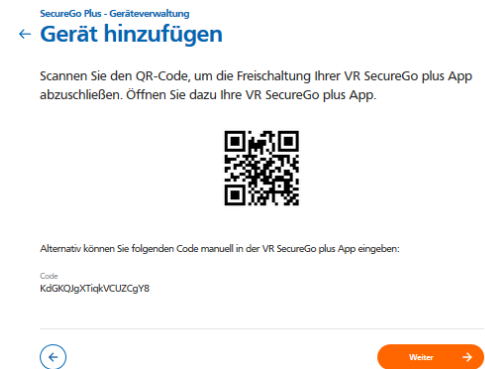 SecureGo Plus - Geräteverwaltung
Gerät hinzufügen
Scannen Sie den QR-Code, um die Freischaltung Ihrer VR SecureGo plus App
abzuschließen. Öffnen Sie dazu Ihre VR SecureGo plus App.
Alternativ können Sie folgenden Code manuell in der VR SecureGo plus App eingeben:
Code
KdGKQJgXTiqkVCUZCgY8
Weiter